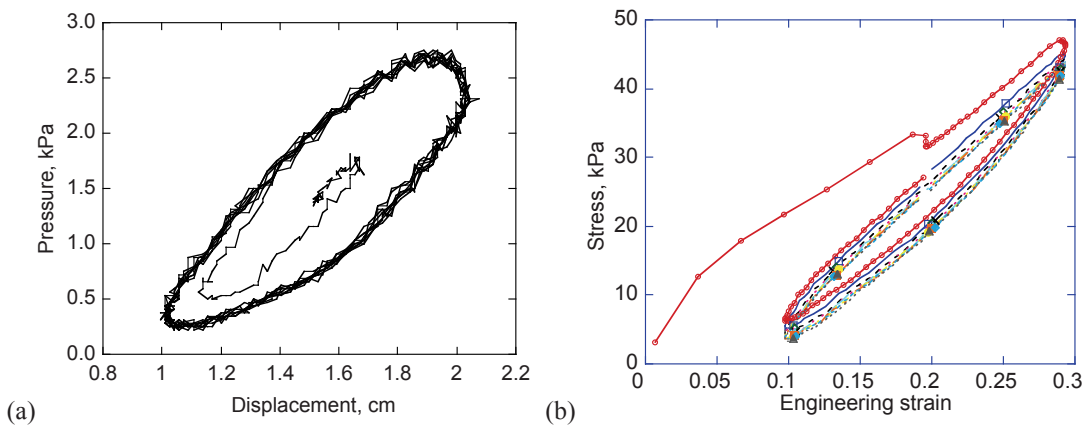 3.0
2.5
2.0
1.5
1.0
0.5
0.0
Pressure, kPa
0.8 1 1.2 1.4 1.6 1.8 2 2.2
Displacement, cm
(a)
50
40
30
20
10
0
Stress, kPa
0 0.05 0.1 0.15 0.2 0.25 0.3
Engineering strain
(b)